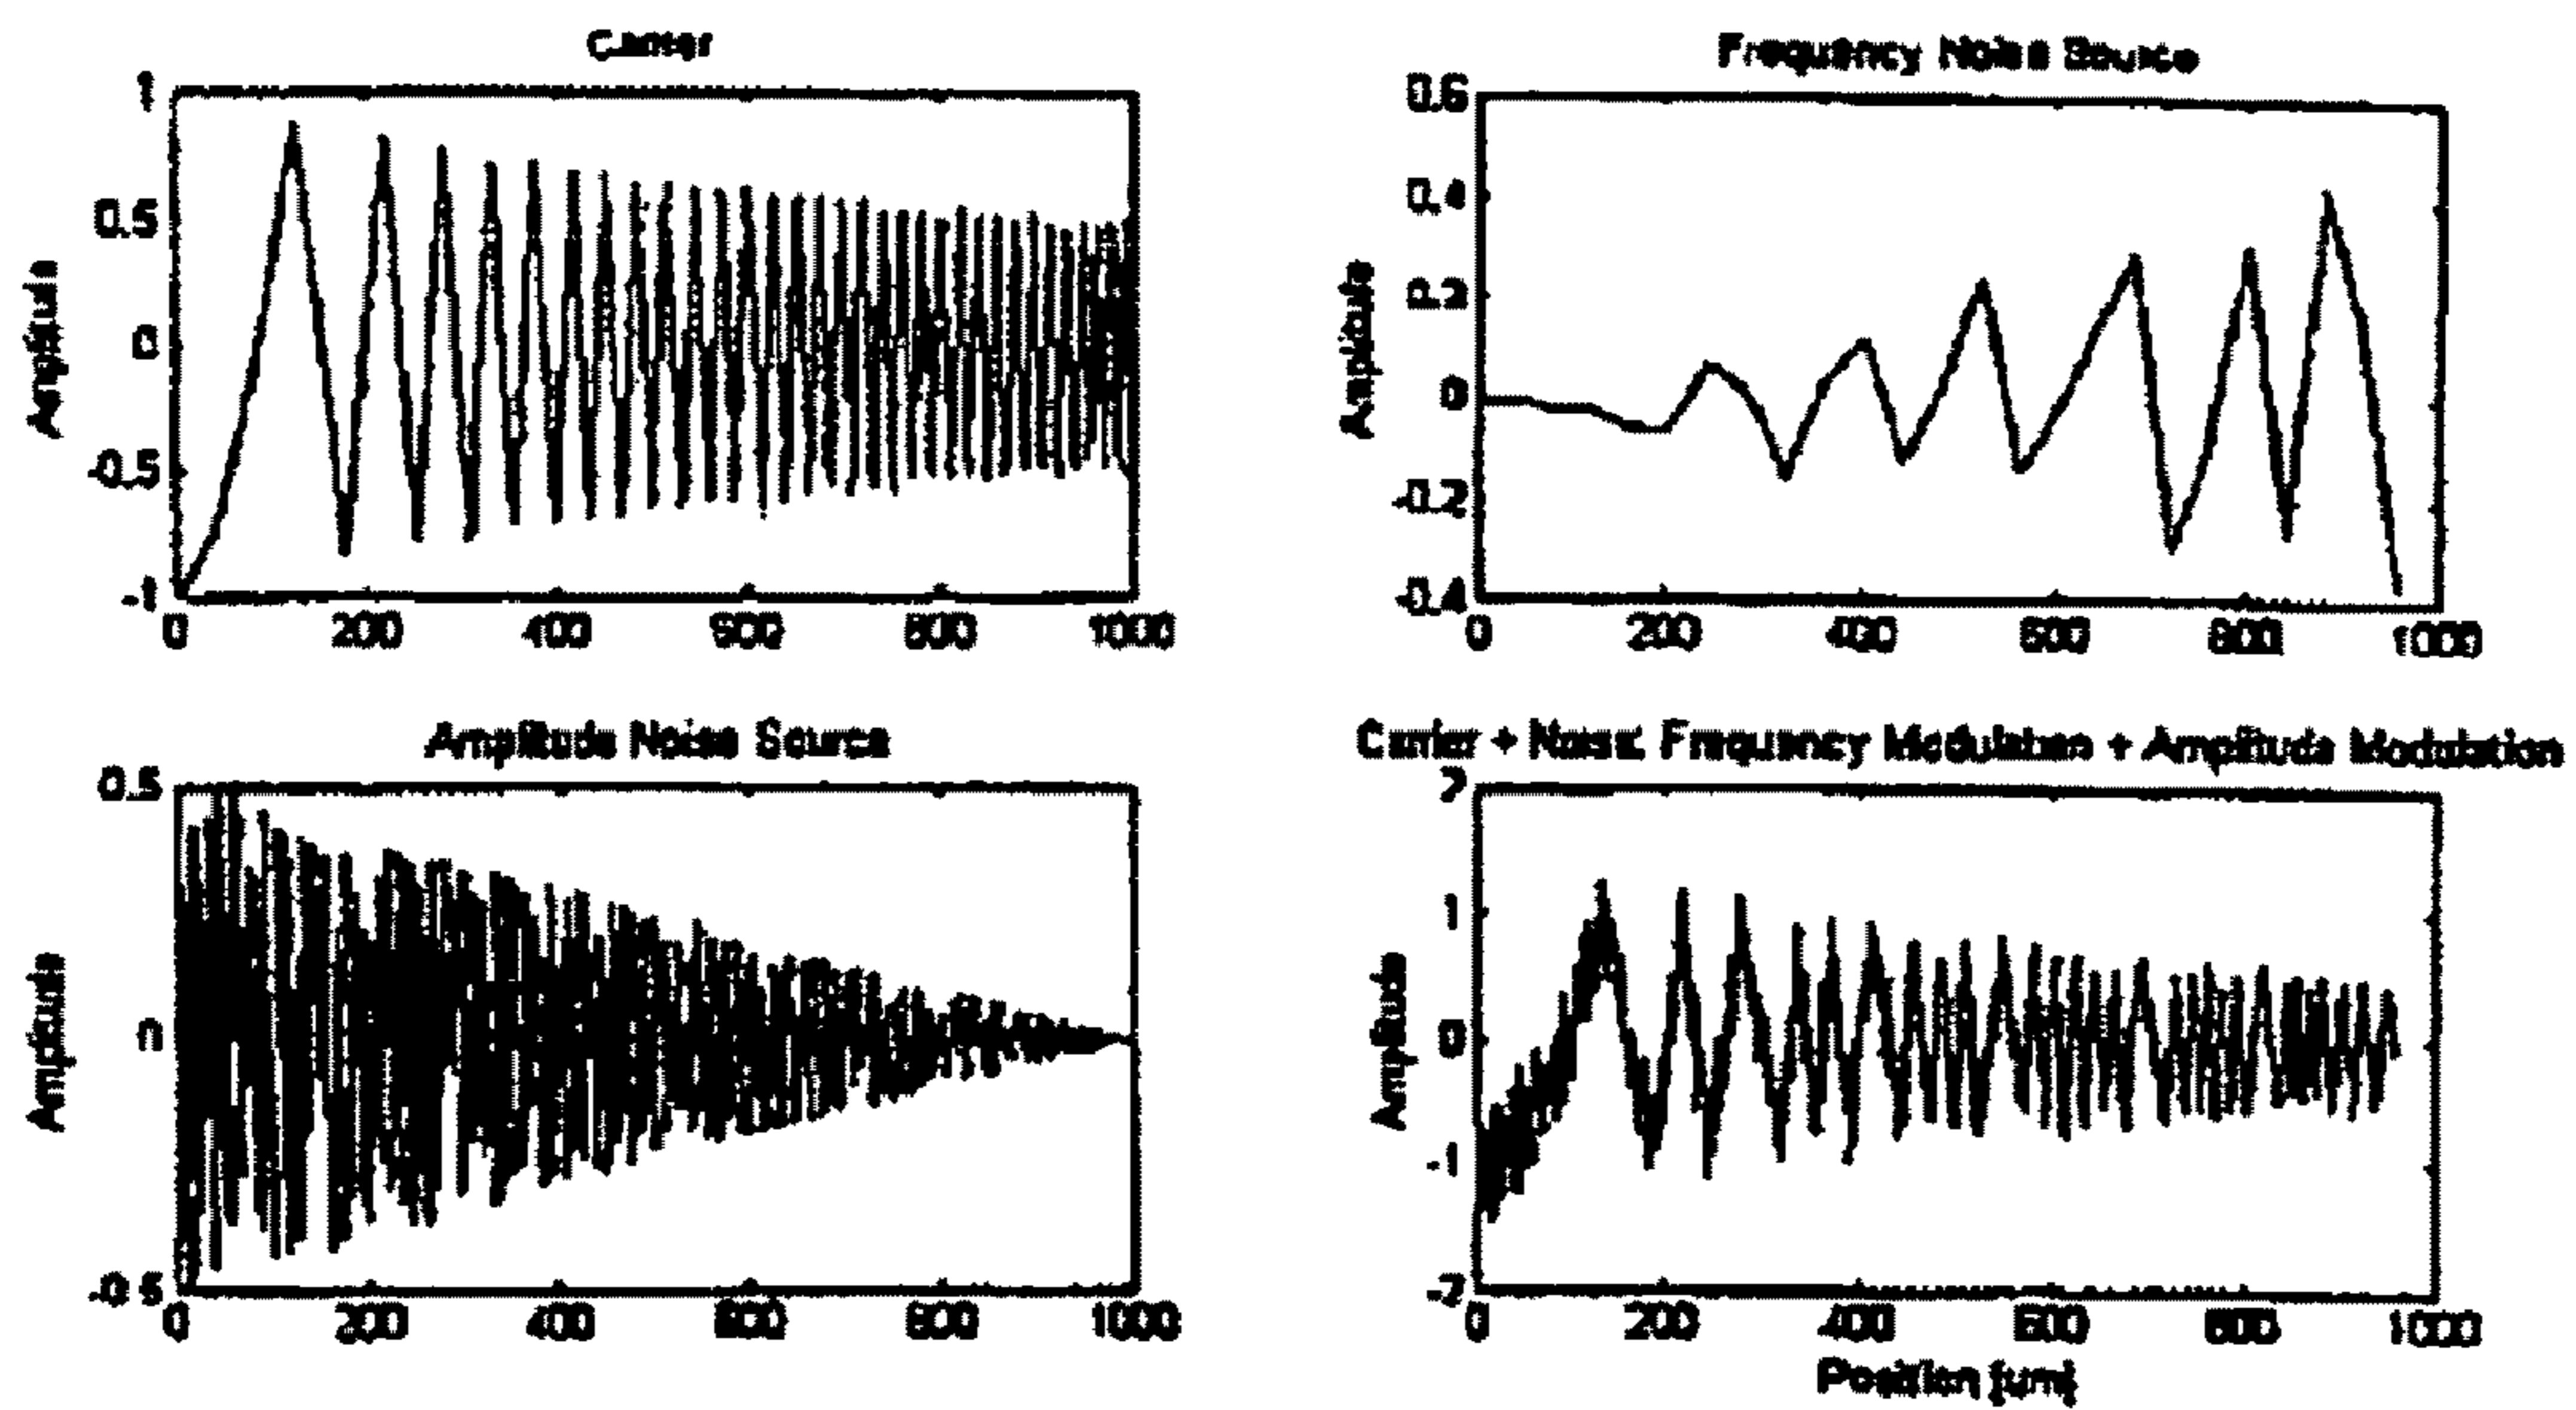 Carrier
1
0.5
0
-0.5
-1
Amplitude
0 200 400 600 800 1000
Frequency Noise Source
0.6
0.4
0.2
0
-0.2
-0.4
Amplitude
0 200 400 600 800 1000
Amplitude Noise Source
0.5
0
-0.5
Amplitude
0 200 400 600 800 1000
Carrier + Noise: Frequency Modulation + Amplitude Modulation
2
1
0
-1
-2
Amplitude
0 200 400 600 800 1000
Position [um]